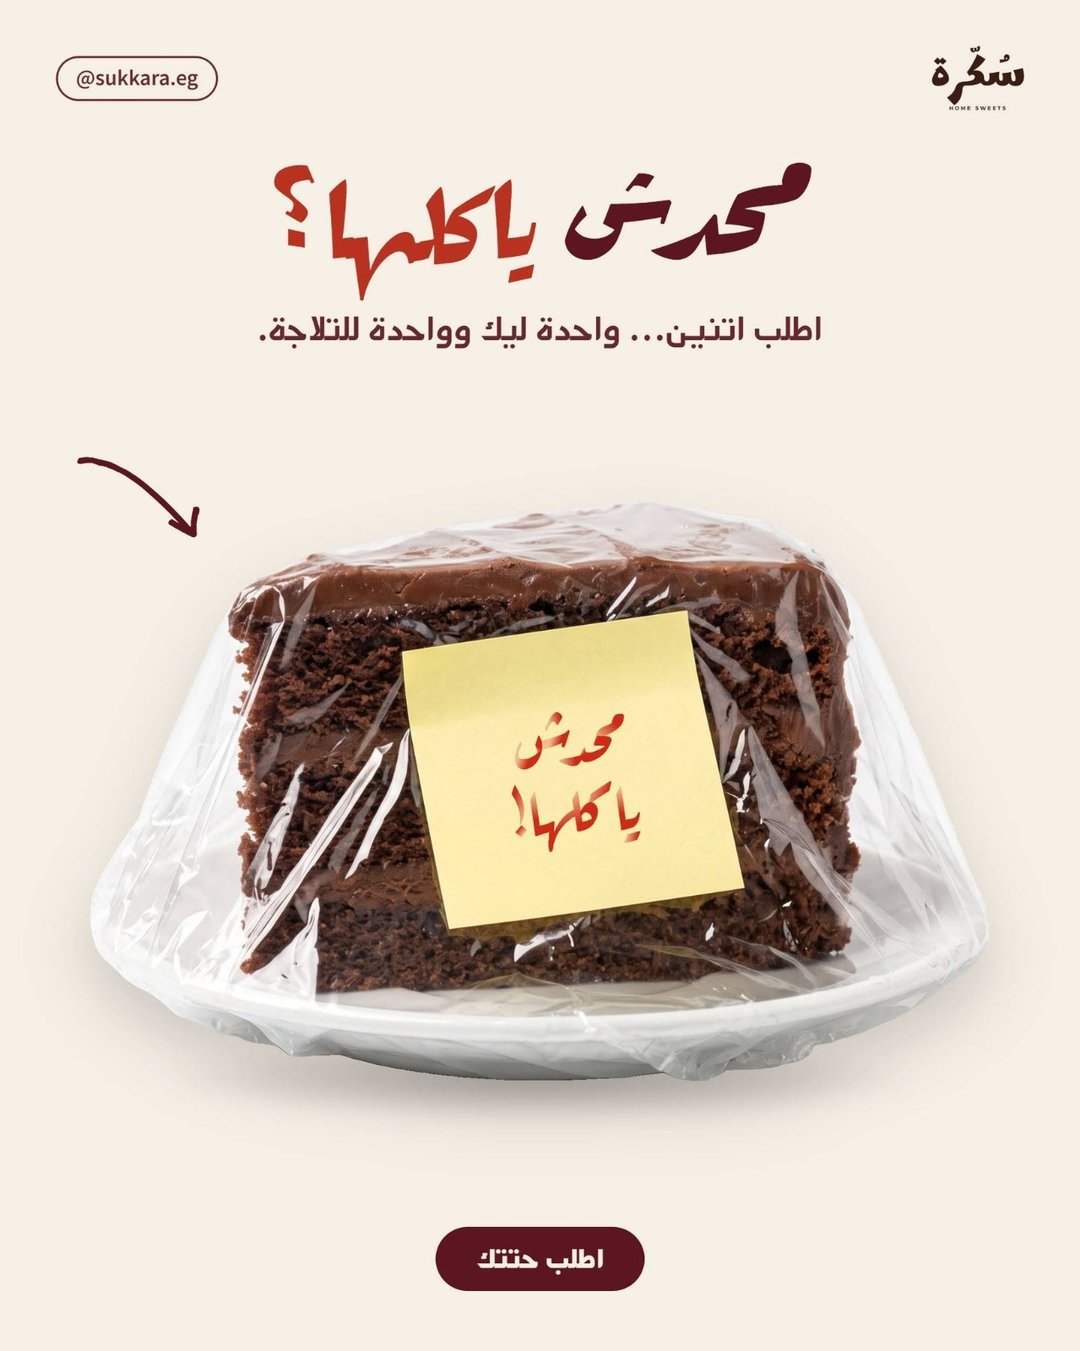 @sukkara.eg
سُكّرة
HOME SWEETS
محدش ياكلها؟
اطلب اتنين... واحدة ليك وواحدة للتلاجة.
محدش
ياكلها!
اطلب حتتك